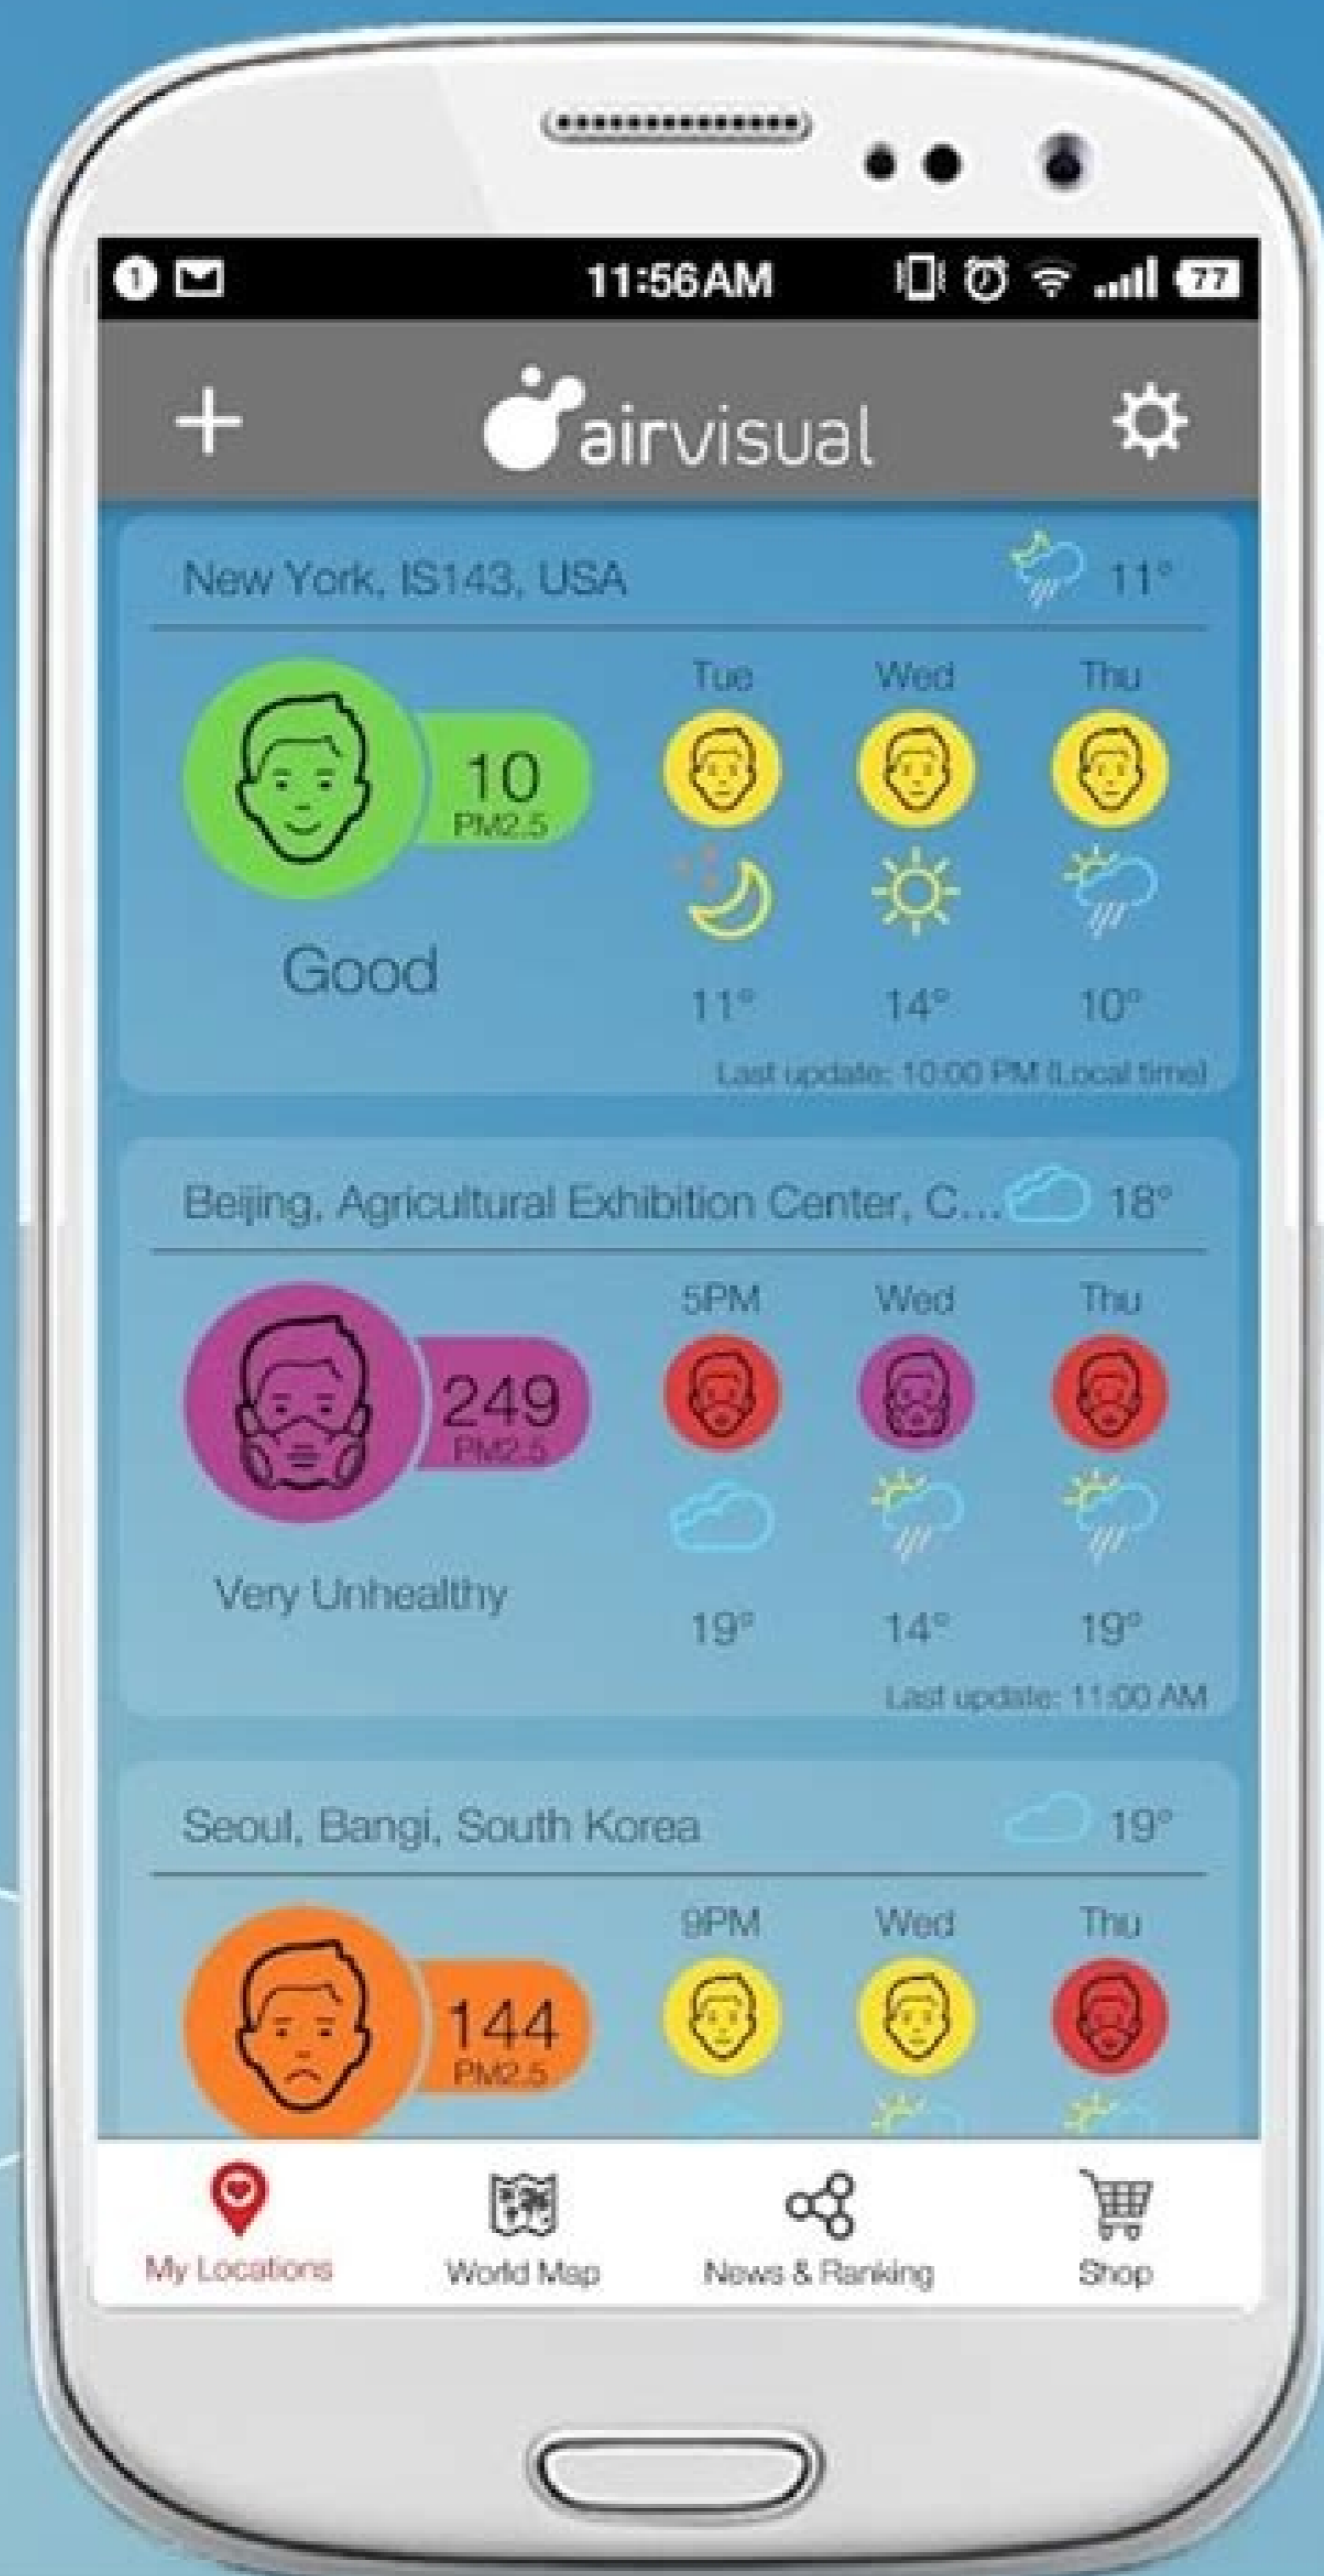 1
11:56AM
77
airvisual
New York, IS143, USA
11°
Tue Wed Thu
10
PM2.5
Good
11° 14° 10°
Last update: 10:00 PM (Local time)
Beijing, Agricultural Exhibition Center, C...
18°
5PM Wed Thu
249
PM2.5
Very Unhealthy
19° 14° 19°
Last update: 11:00 AM
Seoul, Bangi, South Korea
19°
9PM Wed Thu
144
PM2.5
My Locations World Map News & Ranking Shop